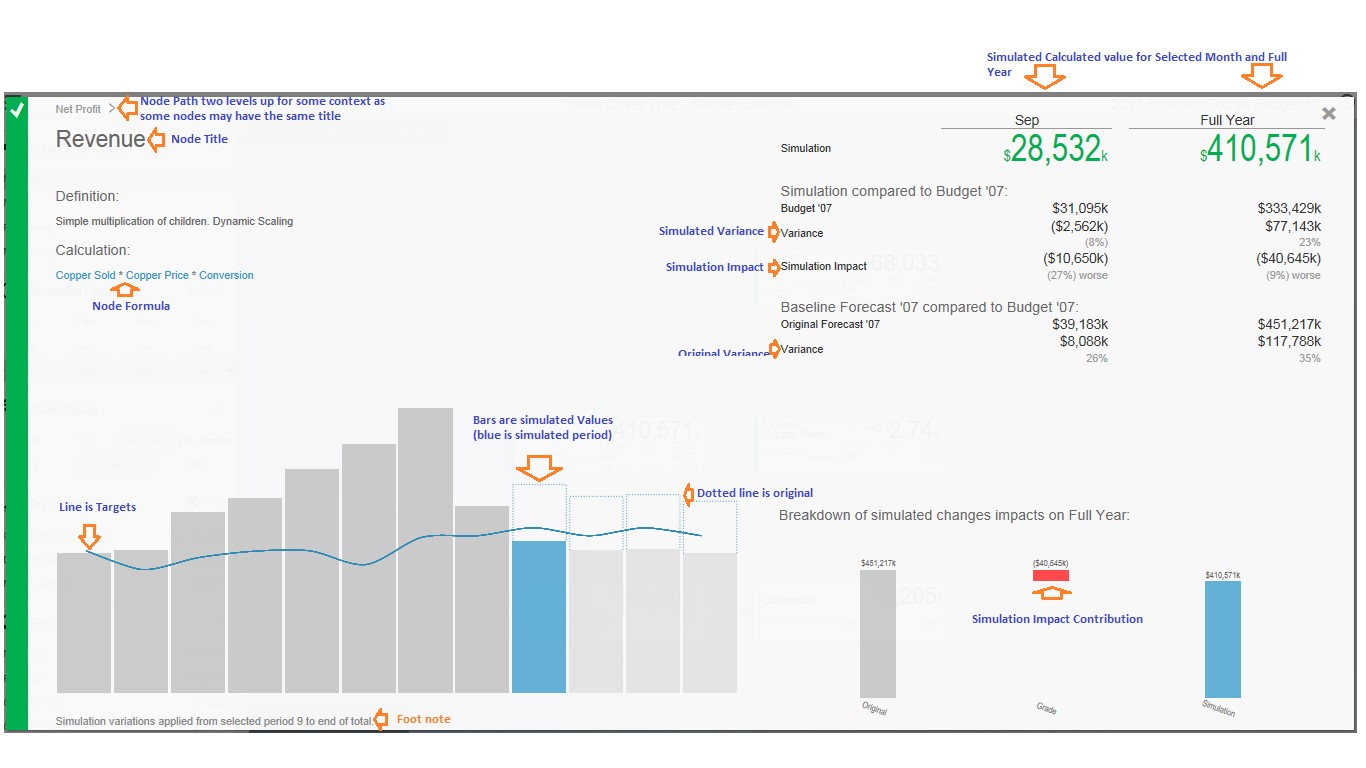 Simulated Calculated value for Selected Month and Full
Year
Net Profit >
Node Path two levels up for some context as
some nodes may have the same title
Revenue
Node Title
Sep
Full Year
Simulation
$28,532k
$410,571k
Definition:
Simple multiplication of children. Dynamic Scaling
Calculation:
Copper Sold * Copper Price * Conversion
Node Formula
Simulation compared to Budget '07:
Budget '07
$31,095k
$333,429k
Simulated Variance
Variance
($2,562k)
$77,143k
(8%)
23%
Simulation Impact
Simulation Impact
($10,650k)
($40,645k)
(27%) worse
(9%) worse
Baseline Forecast '07 compared to Budget '07:
Original Forecast '07
$39,183k
$451,217k
Original Variance
Variance
$8,088k
$117,788k
26%
35%
Bars are simulated Values
(blue is simulated period)
Dotted line is original
Line is Targets
Breakdown of simulated changes impacts on Full Year:
$451,217k
($40,645k)
$410,571k
Simulation Impact Contribution
Original
Grade
Simulation
Simulation variations applied from selected period 9 to end of total.
Foot note